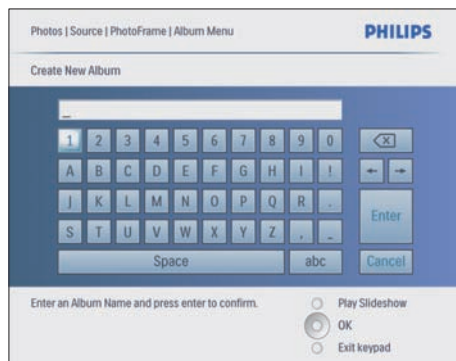 Photos | Source | PhotoFrame | Album Menu
PHILIPS
Create New Album
_
1 2 3 4 5 6 7 8 9 0
A B C D E F G H I !
J K L M N O P Q R .
Enter
S T U V W X Y Z , _
Space abc Cancel
Enter an Album Name and press enter to confirm.
Play Slideshow
OK
Exit keypad